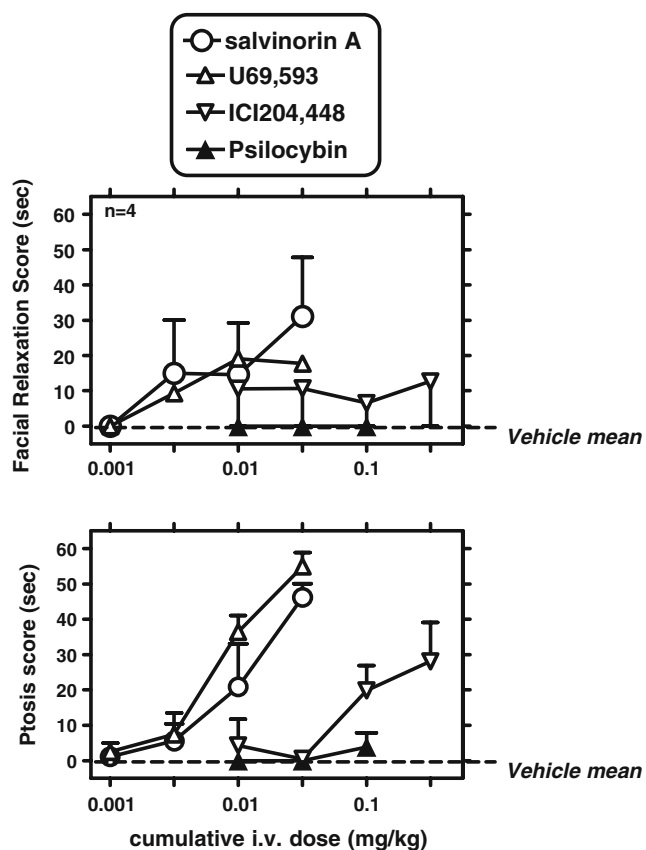 salvinorin A
U69,593
ICI204,448
Psilocybin
Facial Relaxation Score (sec)
n=4
60
50
40
30
20
10
0
Vehicle mean
0.001
0.01
0.1
Ptosis score (sec)
60
50
40
30
20
10
0
Vehicle mean
0.001
0.01
0.1
cumulative i.v. dose (mg/kg)